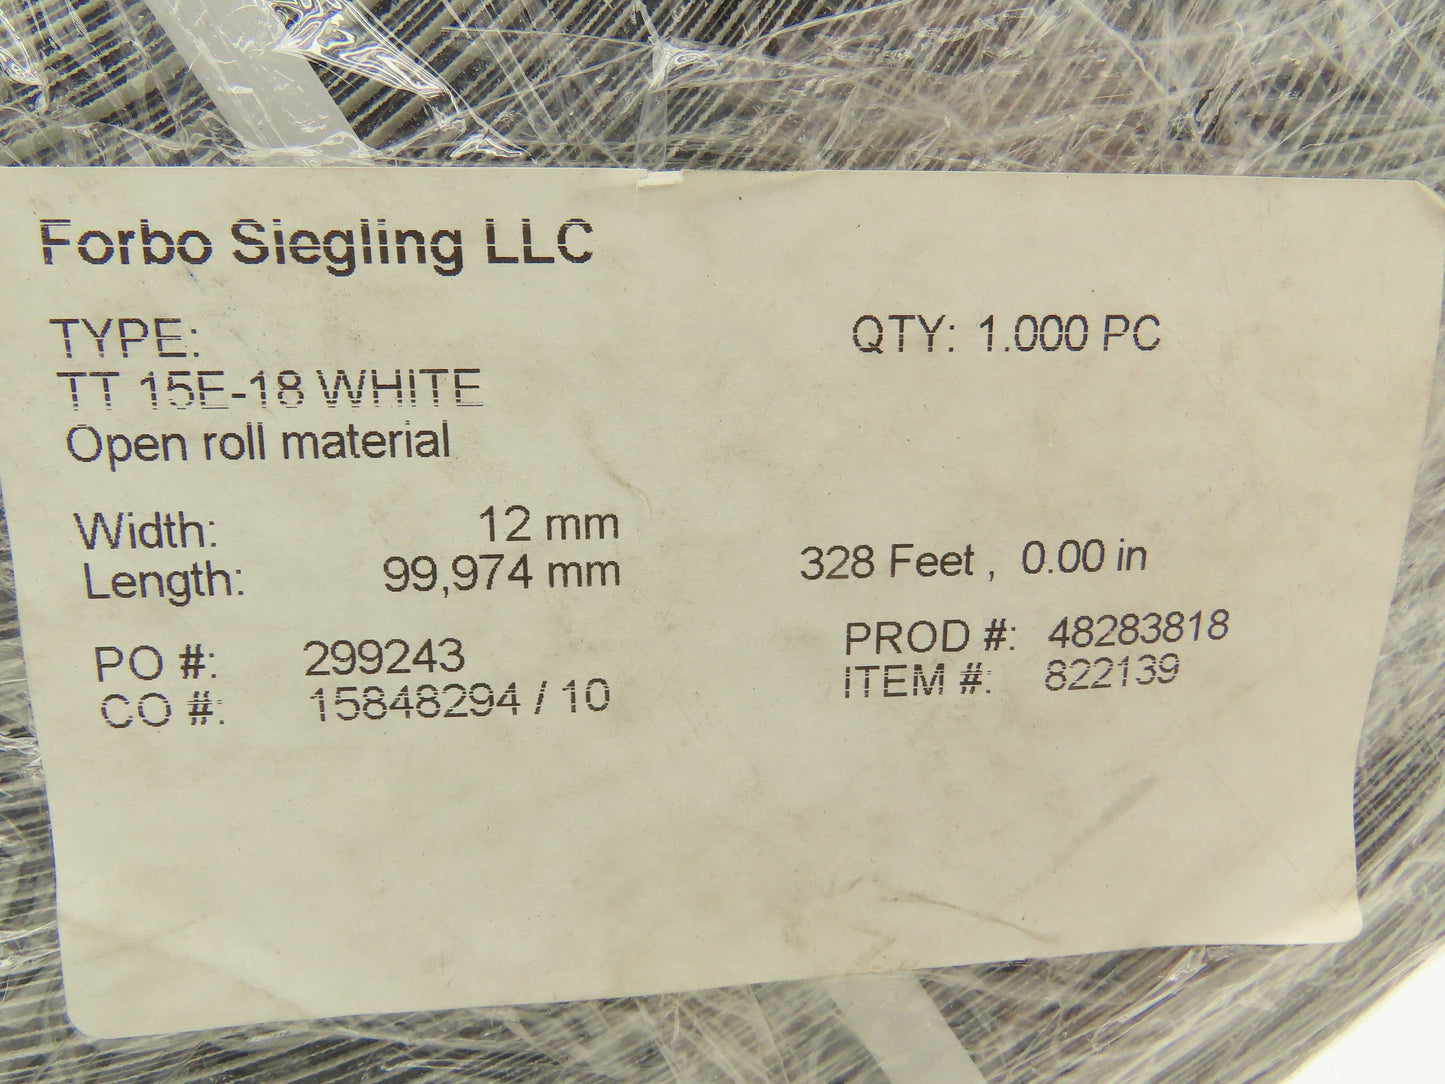 Forbo Siegling LLC
TYPE:
QTY: 1.000 PC
TT 15E-18 WHITE
Open roll material
Width: 12 mm
Length: 99,974 mm
328 Feet , 0.00 in
PO #: 299243
PROD #: 48283818
CO #: 15848294 / 10
ITEM #: 822139